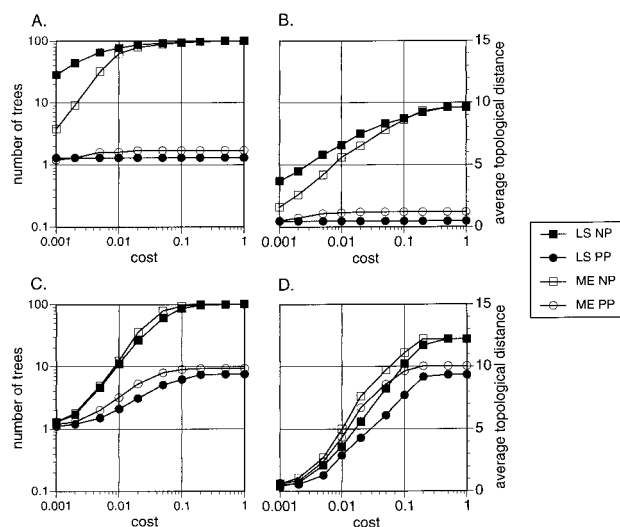 A.
B.
100
10
1
0.1
number of trees
0.001
0.01
0.1
1
cost
0.001
0.01
0.1
1
cost
15
10
5
0
average topological distance
LS NP
LS PP
ME NP
ME PP
C.
D.
100
10
1
0.1
number of trees
0.001
0.01
0.1
1
cost
0.001
0.01
0.1
1
cost
15
10
5
0
average topological distance